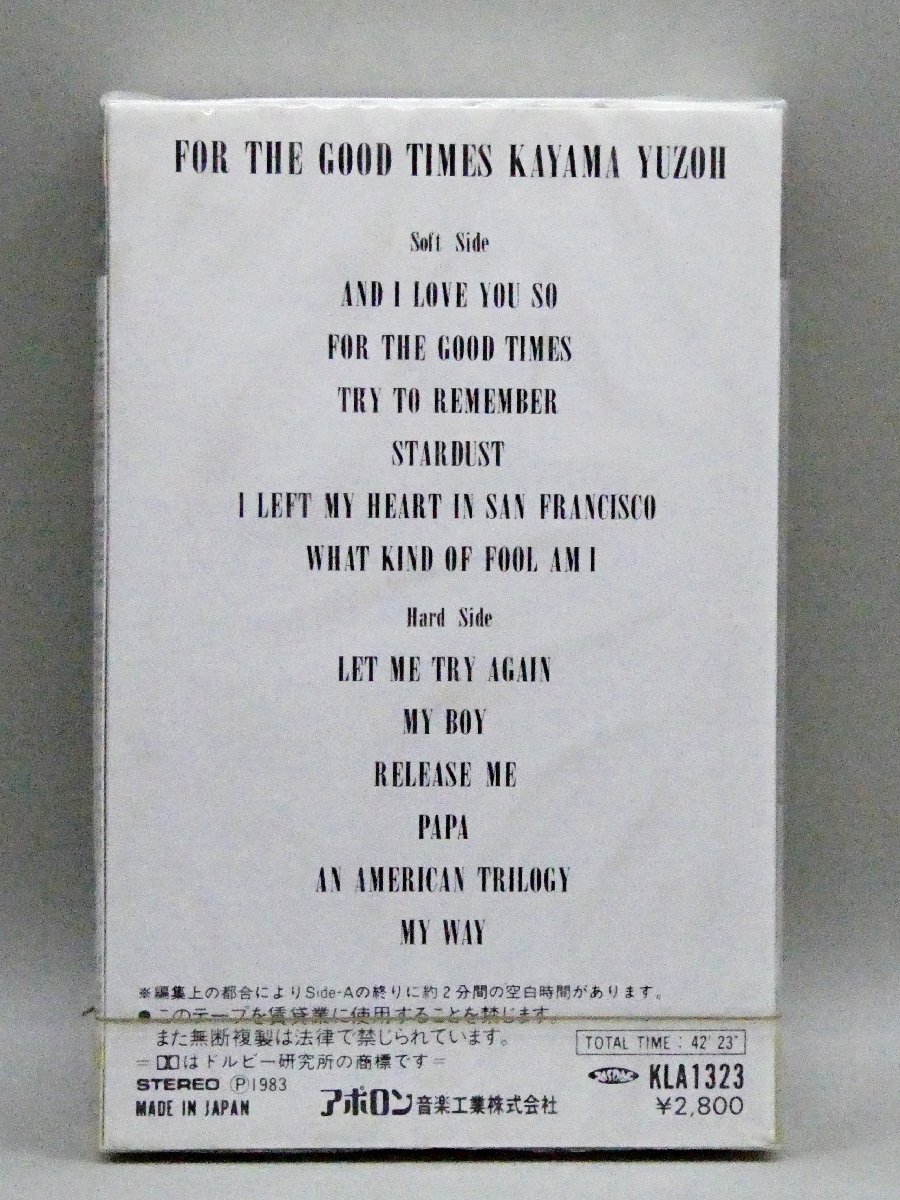 FOR THE GOOD TIMES KAYAMA YUZOH
Soft Side
AND I LOVE YOU SO
FOR THE GOOD TIMES
TRY TO REMEMBER
STARDUST
I LEFT MY HEART IN SAN FRANCISCO
WHAT KIND OF FOOL AM I
Hard Side
LET ME TRY AGAIN
MY BOY
RELEASE ME
PAPA
AN AMERICAN TRILOGY
MY WAY
※編集上の都合によりSide-Aの終りに約2分間の空白時間があります。
●このテープを賃貸業に使用することを禁じます。
また無断複製は法律で禁じられています。
TOTAL TIME : 42' 23"
=はドルビー研究所の商標です=
STEREO Ⓟ1983
KLA1323
MADE IN JAPAN
アポロン音楽工業株式会社
¥2,800